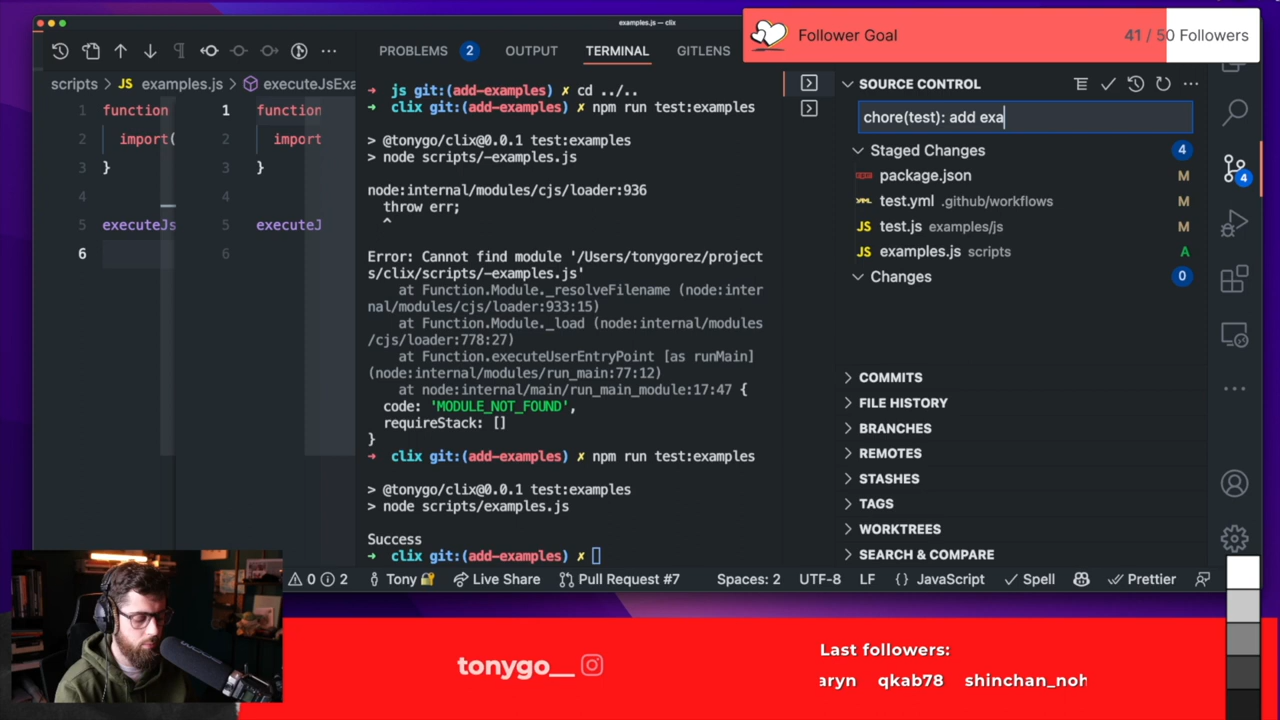 examples.js — clix
Follower Goal
41 / 50 Followers
PROBLEMS 2 OUTPUT TERMINAL GITLENS
scripts › JS examples.js › executeJsExa
1 function
2 import(
3 }
4
5 executeJs
6
1 function
2 import
3 }
4
5 executeJ
6
➜ js git:(add-examples) ✗ cd ../..
➜ clix git:(add-examples) ✗ npm run test:examples
> @tonygo/clix@0.0.1 test:examples
> node scripts/-examples.js
node:internal/modules/cjs/loader:936
throw err;
^
Error: Cannot find module '/Users/tonygorez/project
s/clix/scripts/-examples.js'
at Function.Module._resolveFilename (node:inter
nal/modules/cjs/loader:933:15)
at Function.Module._load (node:internal/modules
/cjs/loader:778:27)
at Function.executeUserEntryPoint [as runMain]
(node:internal/modules/run_main:77:12)
at node:internal/main/run_main_module:17:47 {
code: 'MODULE_NOT_FOUND',
requireStack: []
}
➜ clix git:(add-examples) ✗ npm run test:examples
> @tonygo/clix@0.0.1 test:examples
> node scripts/examples.js
Success
➜ clix git:(add-examples) ✗
SOURCE CONTROL
chore(test): add exa
Staged Changes 4
package.json M
test.yml .github/workflows M
JS test.js examples/js M
JS examples.js scripts A
Changes 0
COMMITS
FILE HISTORY
BRANCHES
REMOTES
STASHES
TAGS
WORKTREES
SEARCH & COMPARE
4
0 2 Tony Live Share Pull Request #7 Spaces: 2 UTF-8 LF {} JavaScript Spell Prettier
tonygo__
Last followers:
aryn qkab78 shinchan_noh